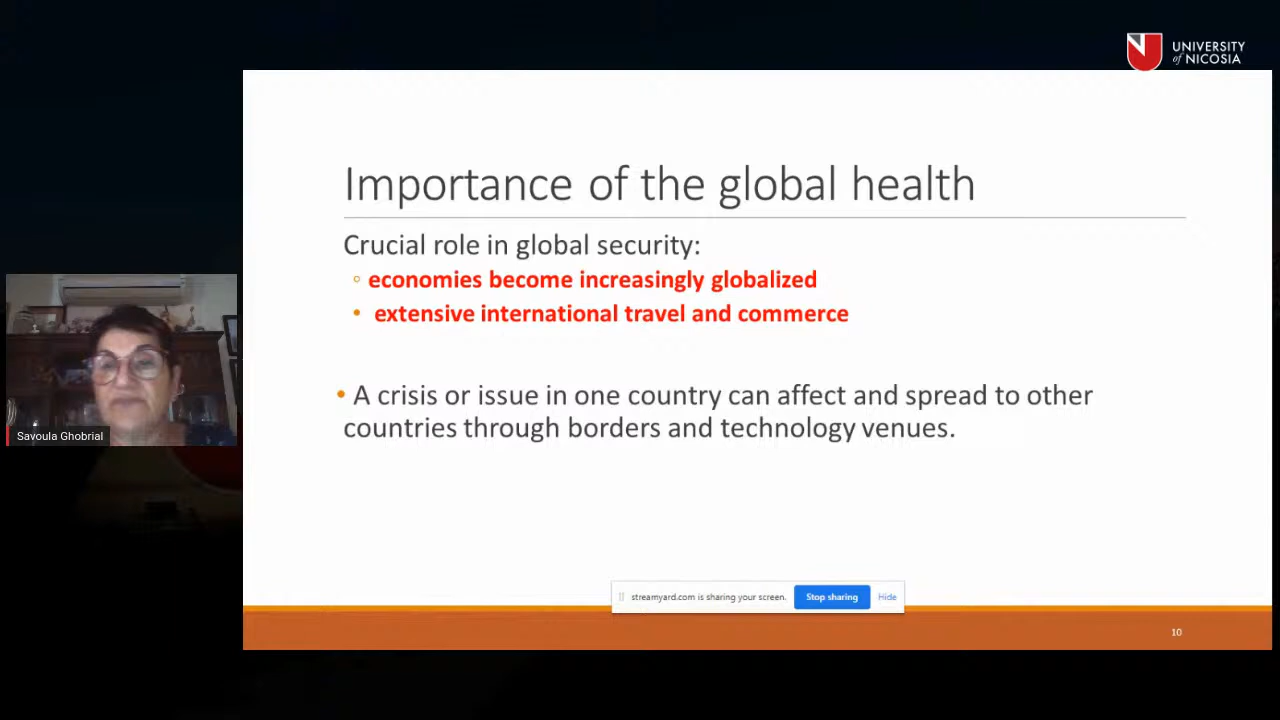 UNIVERSITY
of NICOSIA
Importance of the global health
Crucial role in global security:
◦ economies become increasingly globalized
• extensive international travel and commerce
• A crisis or issue in one country can affect and spread to other
countries through borders and technology venues.
Savoula Ghobrial
streamyard.com is sharing your screen. Stop sharing Hide
10